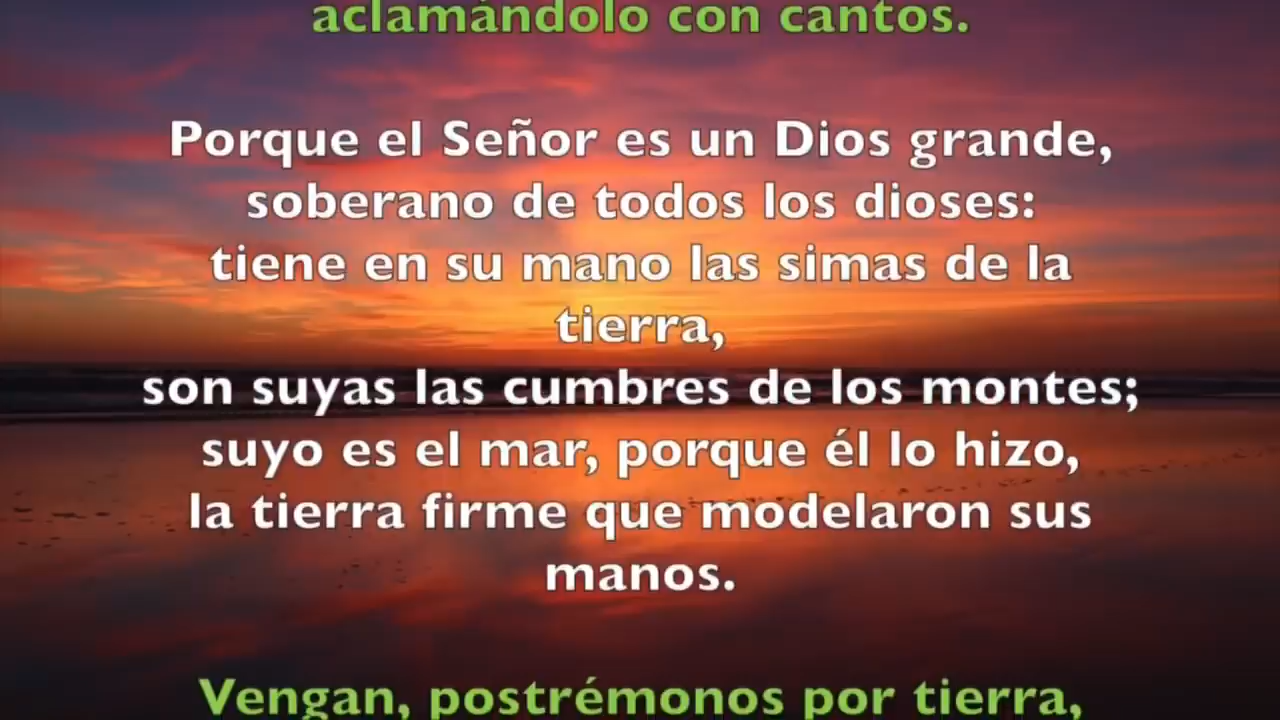 aclamándolo con cantos.
Porque el Señor es un Dios grande,
soberano de todos los dioses:
tiene en su mano las simas de la
tierra,
son suyas las cumbres de los montes;
suyo es el mar, porque él lo hizo,
la tierra firme que modelaron sus
manos.
Vengan, postrémonos por tierra,